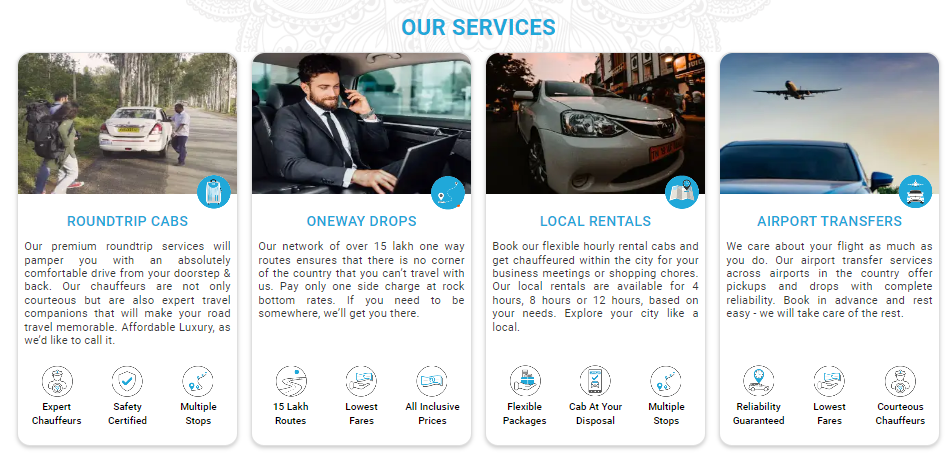 OUR SERVICES
ROUNDTRIP CABS
Our premium roundtrip services will
pamper you with an absolutely
comfortable drive from your doorstep &
back. Our chauffeurs are not only
courteous but are also expert travel
companions that will make your road
travel memorable. Affordable Luxury, as
we'd like to call it.
Expert
Chauffeurs
Safety
Certified
Multiple
Stops
ONEWAY DROPS
Our network of over 15 lakh one way
routes ensures that there is no corner
of the country that you can't travel with
us. Pay only one side charge at rock
bottom rates. If you need to be
somewhere, we'll get you there.
15 Lakh
Routes
Lowest
Fares
All Inclusive
Prices
LOCAL RENTALS
Book our flexible hourly rental cabs and
get chauffeured within the city for your
business meetings or shopping chores.
Our local rentals are available for 4
hours, 8 hours or 12 hours, based on
your needs. Explore your city like a
local.
Flexible
Packages
Cab At Your
Disposal
Multiple
Stops
AIRPORT TRANSFERS
We care about your flight as much as
you do. Our airport transfer services
across airports in the country offer
pickups and drops with complete
reliability. Book in advance and rest
easy - we will take care of the rest.
Reliability
Guaranteed
Lowest
Fares
Courteous
Chauffeurs